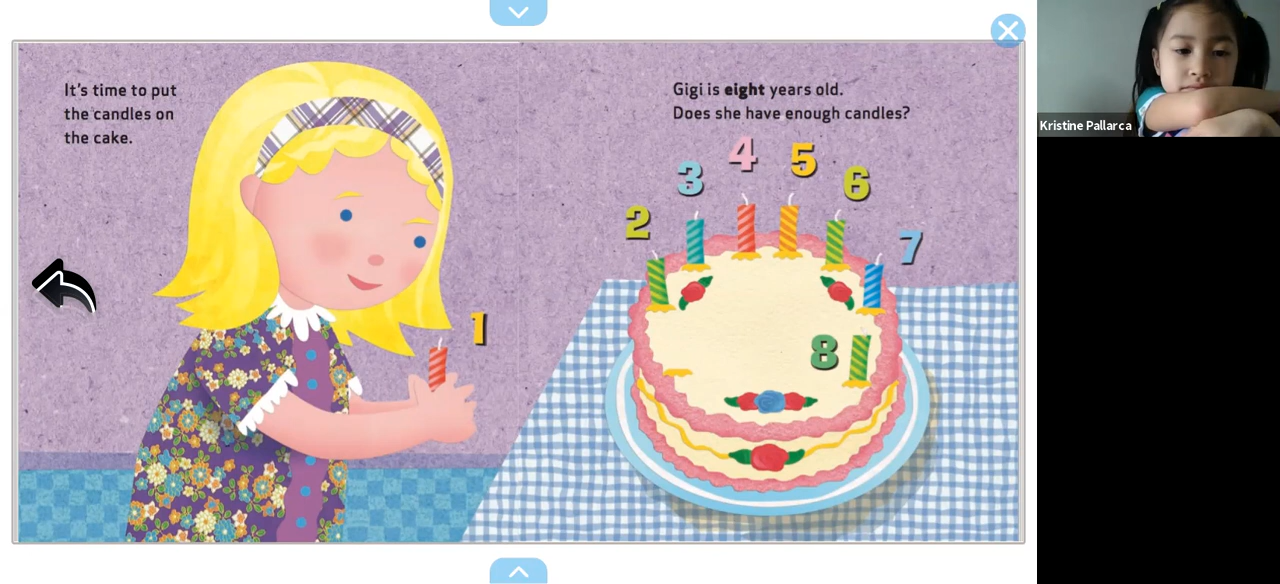 It's time to put
the candles on
the cake.
Gigi is eight years old.
Does she have enough candles?
1
2
3
4
5
6
7
8
Kristine Pallarca